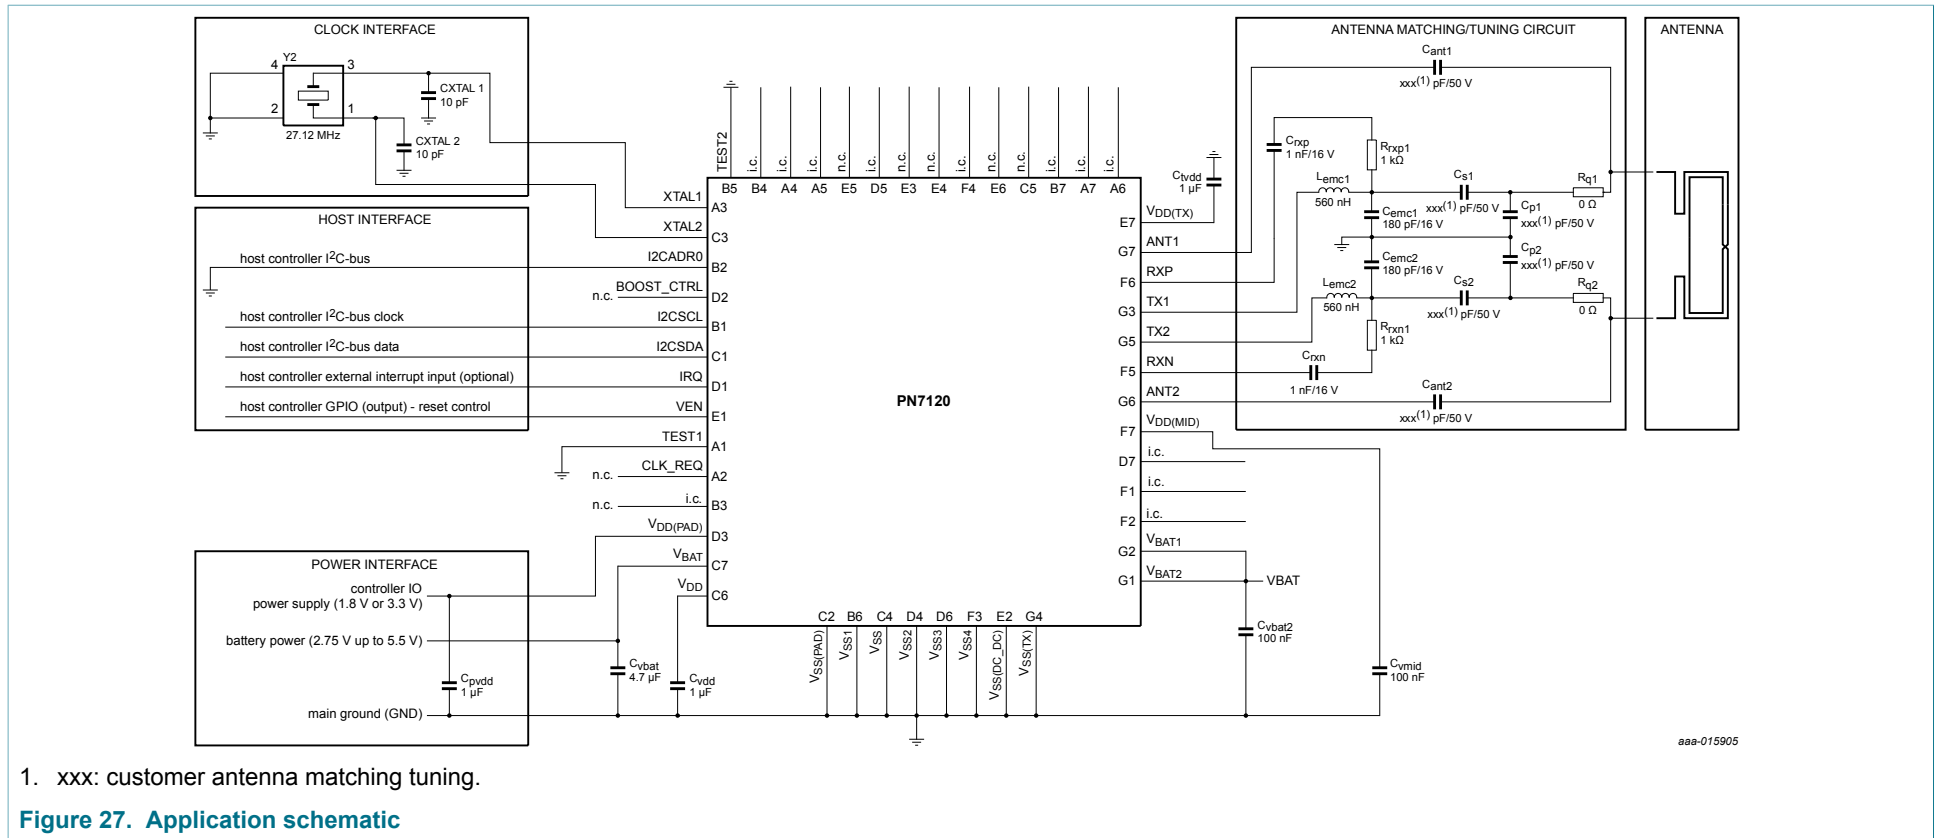 CLOCK INTERFACE
Y2
4
3
2
1
27.12 MHz
CXTAL 1
10 pF
CXTAL 2
10 pF
HOST INTERFACE
host controller I2C-bus
host controller I2C-bus clock
host controller I2C-bus data
host controller external interrupt input (optional)
host controller GPIO (output) - reset control
POWER INTERFACE
controller IO
power supply (1.8 V or 3.3 V)
battery power (2.75 V up to 5.5 V)
Cpvdd
1 µF
main ground (GND)
XTAL1
A3
XTAL2
C3
I2CADR0
B2
n.c.
BOOST_CTRL
D2
I2CSCL
B1
I2CSDA
C1
IRQ
D1
VEN
E1
TEST1
A1
n.c.
CLK_REQ
A2
n.c.
i.c.
B3
VDD(PAD)
D3
VBAT
C7
VDD
C6
Cvbat
4.7 µF
Cvdd
1 µF
TEST2
i.c.
i.c.
i.c.
n.c.
i.c.
n.c.
n.c.
i.c.
i.c.
n.c.
i.c.
i.c.
i.c.
B5 B4 A4 A5 E5 D5 E3 E4 F4 E6 C5 B7 A7 A6
PN7120
C2 B6 C4 D4 D6 F3 E2 G4
VSS(PAD)
VSS1
VSS
VSS2
VSS3
VSS4
VSS(DC_DC)
VSS(TX)
Ctvdd
1 µF
E7
VDD(TX)
G7
ANT1
F6
RXP
G3
TX1
G5
TX2
F5
RXN
G6
ANT2
F7
VDD(MID)
D7
i.c.
F1
i.c.
F2
i.c.
G2
VBAT1
G1
VBAT2
VBAT
Cvbat2
100 nF
Cvmid
100 nF
ANTENNA MATCHING/TUNING CIRCUIT
Cant1
xxx(1) pF/50 V
Crxp
1 nF/16 V
Rrxp1
1 kΩ
Lemc1
560 nH
Cs1
xxx(1) pF/50 V
Rq1
0 Ω
Cemc1
180 pF/16 V
Cp1
xxx(1) pF/50 V
Cemc2
180 pF/16 V
Cp2
xxx(1) pF/50 V
Lemc2
560 nH
Cs2
xxx(1) pF/50 V
Rq2
0 Ω
Rrxn1
1 kΩ
Crxn
1 nF/16 V
Cant2
xxx(1) pF/50 V
ANTENNA
aaa-015905
1. xxx: customer antenna matching tuning.
Figure 27. Application schematic